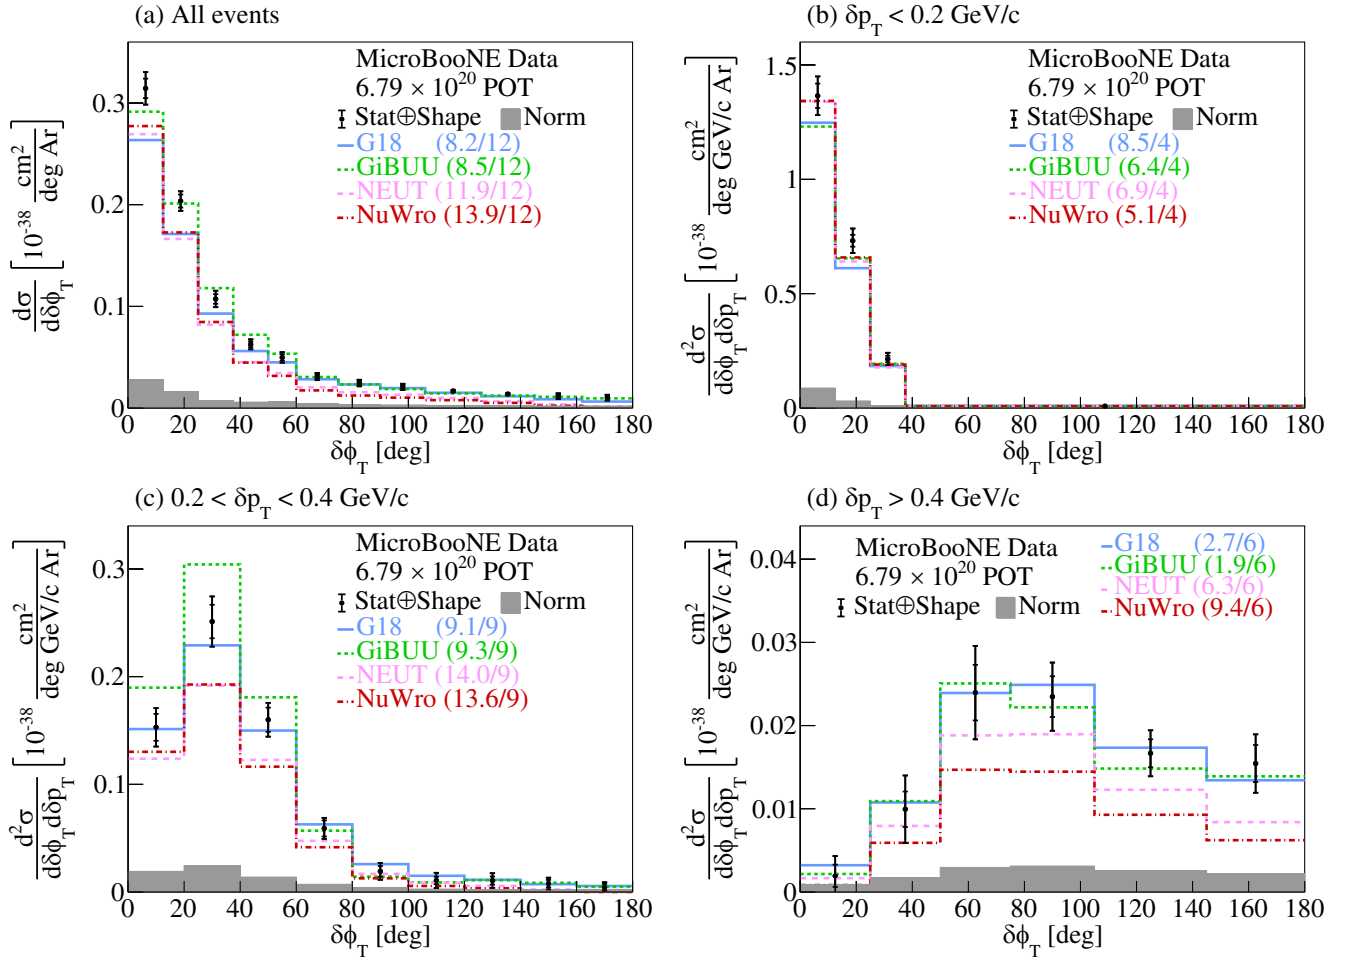 (a) All events
dσ/dδϕ_T [10^-38 cm²/deg Ar]
0.3
0.2
0.1
0
MicroBooNE Data
6.79 × 10^20 POT
Stat⊕Shape Norm
G18 (8.2/12)
GiBUU (8.5/12)
NEUT (11.9/12)
NuWro (13.9/12)
0 20 40 60 80 100 120 140 160 180
δϕ_T [deg]
(b) δp_T < 0.2 GeV/c
d²σ/dδϕ_T dδp_T [10^-38 cm²/deg GeV/c Ar]
1.5
1
0.5
0
MicroBooNE Data
6.79 × 10^20 POT
Stat⊕Shape Norm
G18 (8.5/4)
GiBUU (6.4/4)
NEUT (6.9/4)
NuWro (5.1/4)
0 20 40 60 80 100 120 140 160 180
δϕ_T [deg]
(c) 0.2 < δp_T < 0.4 GeV/c
d²σ/dδϕ_T dδp_T [10^-38 cm²/deg GeV/c Ar]
0.3
0.2
0.1
0
MicroBooNE Data
6.79 × 10^20 POT
Stat⊕Shape Norm
G18 (9.1/9)
GiBUU (9.3/9)
NEUT (14.0/9)
NuWro (13.6/9)
0 20 40 60 80 100 120 140 160 180
δϕ_T [deg]
(d) δp_T > 0.4 GeV/c
d²σ/dδϕ_T dδp_T [10^-38 cm²/deg GeV/c Ar]
0.04
0.03
0.02
0.01
0
MicroBooNE Data
6.79 × 10^20 POT
Stat⊕Shape Norm
G18 (2.7/6)
GiBUU (1.9/6)
NEUT (6.3/6)
NuWro (9.4/6)
0 20 40 60 80 100 120 140 160 180
δϕ_T [deg]